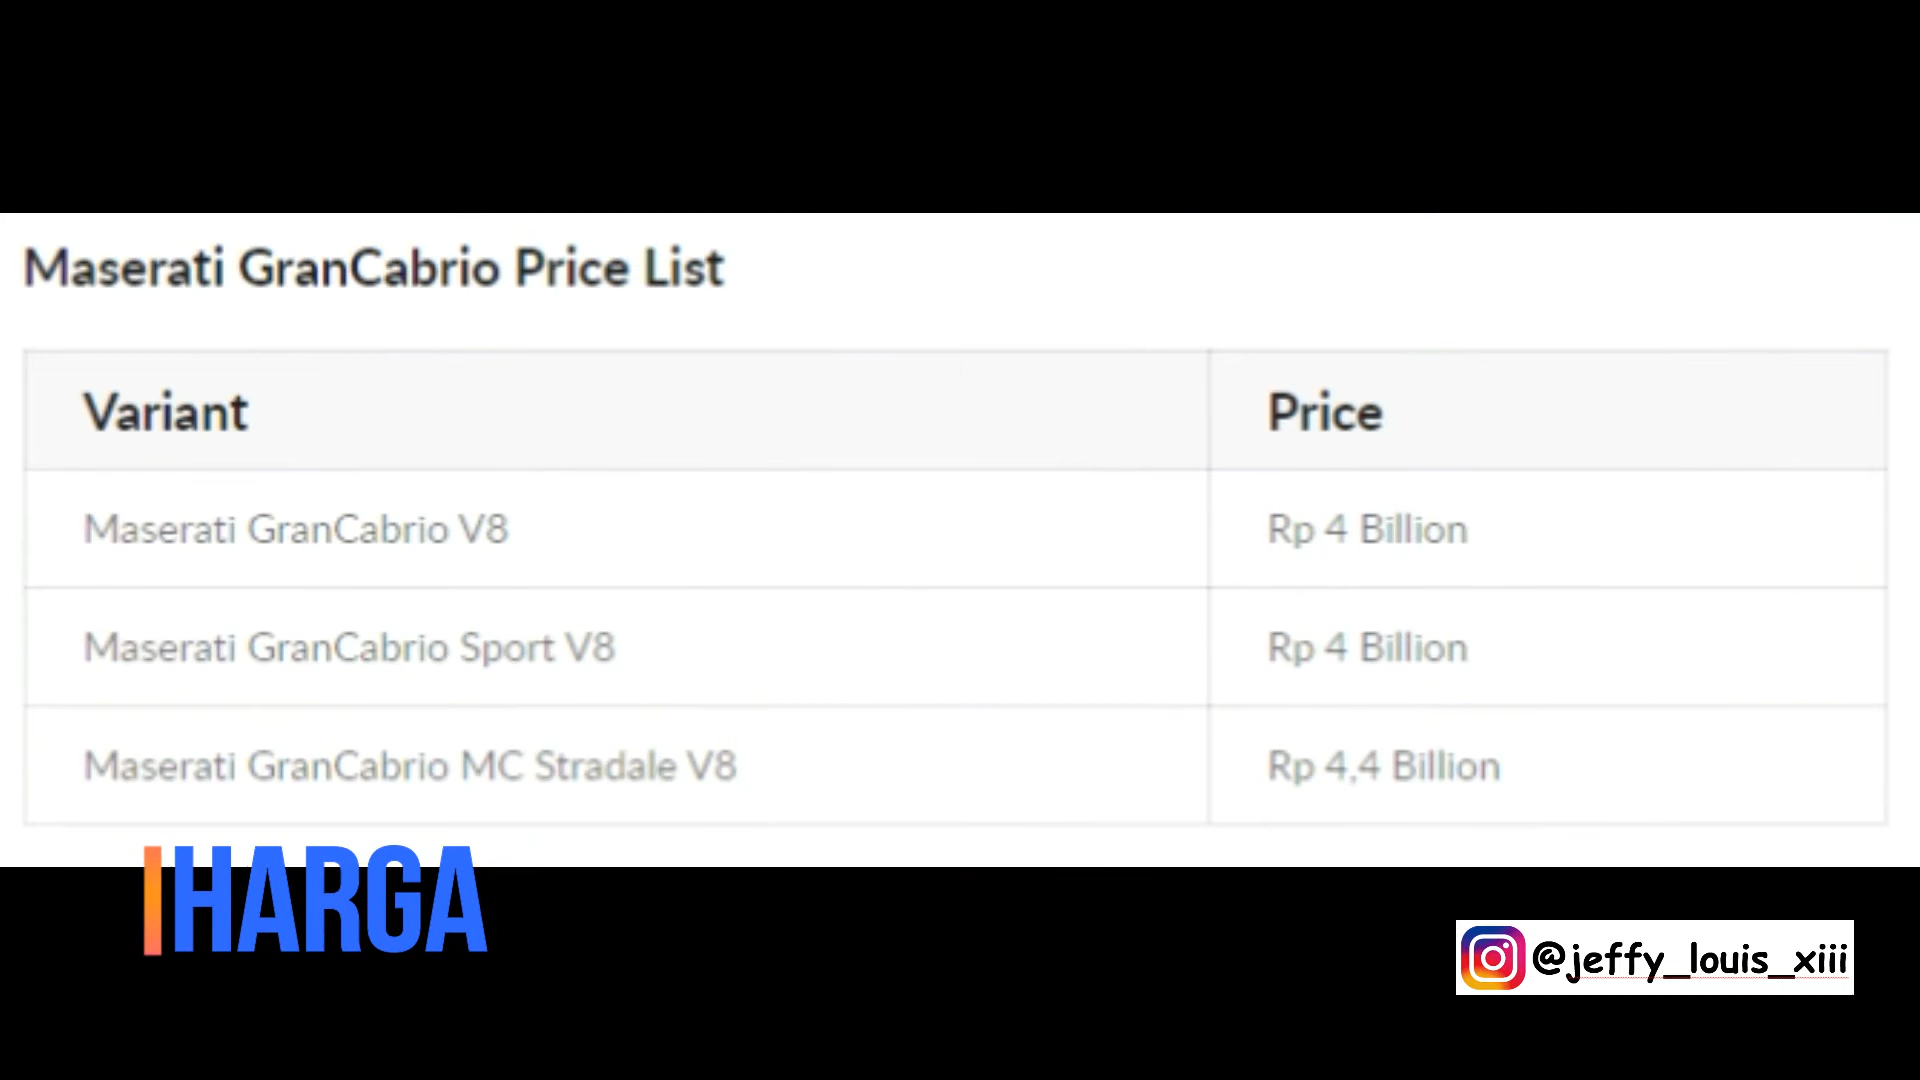 Maserati GranCabrio Price List
Variant Price
Maserati GranCabrio V8 Rp 4 Billion
Maserati GranCabrio Sport V8 Rp 4 Billion
Maserati GranCabrio MC Stradale V8 Rp 4,4 Billion
HARGA
@jeffy_louis_xiii